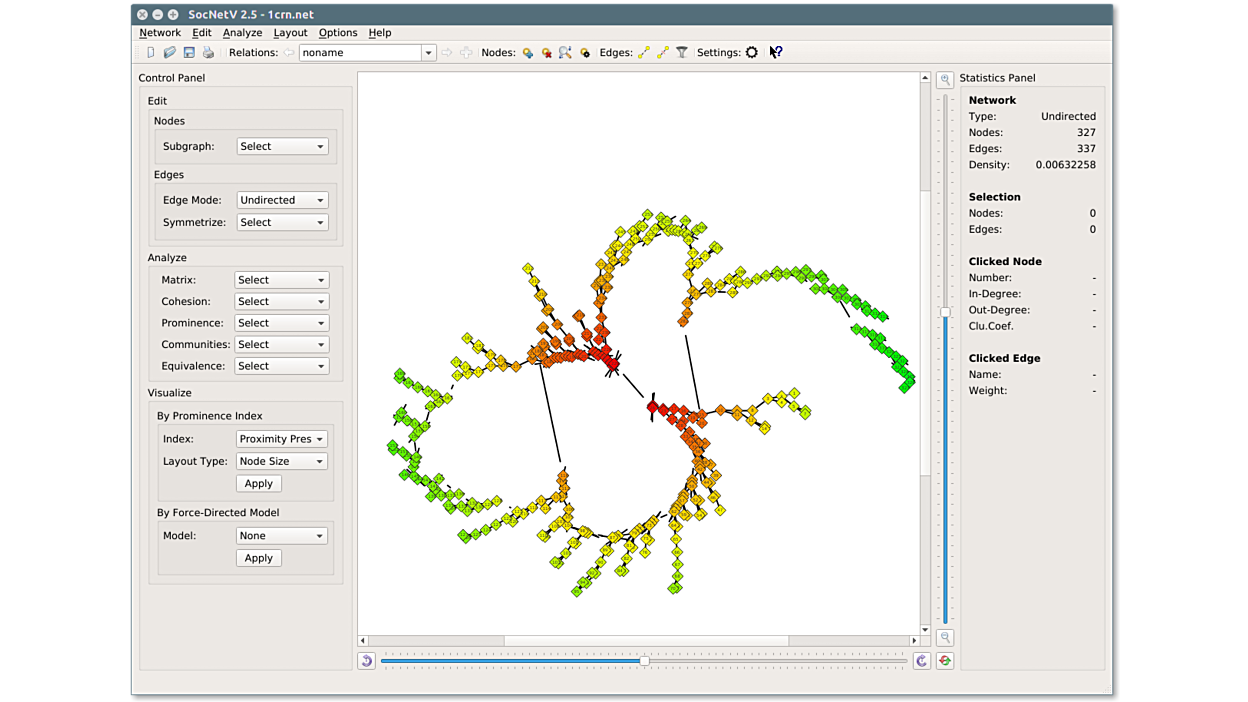 SocNetV 2.5 - 1crn.net
Network Edit Analyze Layout Options Help
Relations: noname Nodes: Edges: Settings:
Control Panel
Edit
Nodes
Subgraph: Select
Edges
Edge Mode: Undirected
Symmetrize: Select
Analyze
Matrix: Select
Cohesion: Select
Prominence: Select
Communities: Select
Equivalence: Select
Visualize
By Prominence Index
Index: Proximity Pres
Layout Type: Node Size
Apply
By Force-Directed Model
Model: None
Apply
Statistics Panel
Network
Type: Undirected
Nodes: 327
Edges: 337
Density: 0.00632258
Selection
Nodes: 0
Edges: 0
Clicked Node
Number: -
In-Degree: -
Out-Degree: -
Clu.Coef. -
Clicked Edge
Name: -
Weight: -